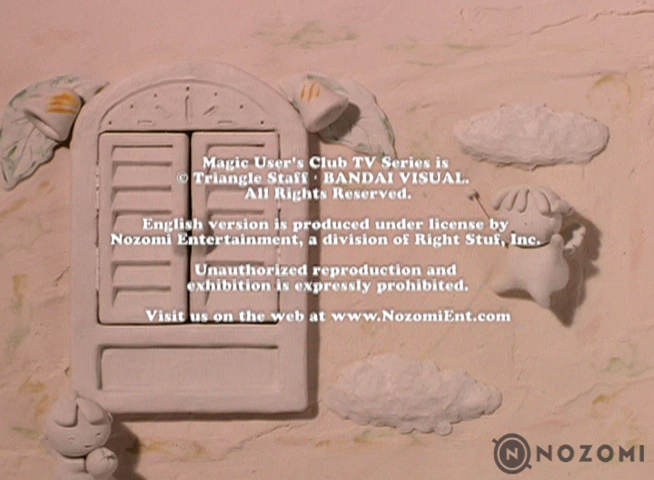 Magic User's Club TV Series is
© Triangle Staff · BANDAI VISUAL.
All Rights Reserved.
English version is produced under license by
Nozomi Entertainment, a division of Right Stuf, Inc.
Unauthorized reproduction and
exhibition is expressly prohibited.
Visit us on the web at www.NozomiEnt.com
NOZOMI